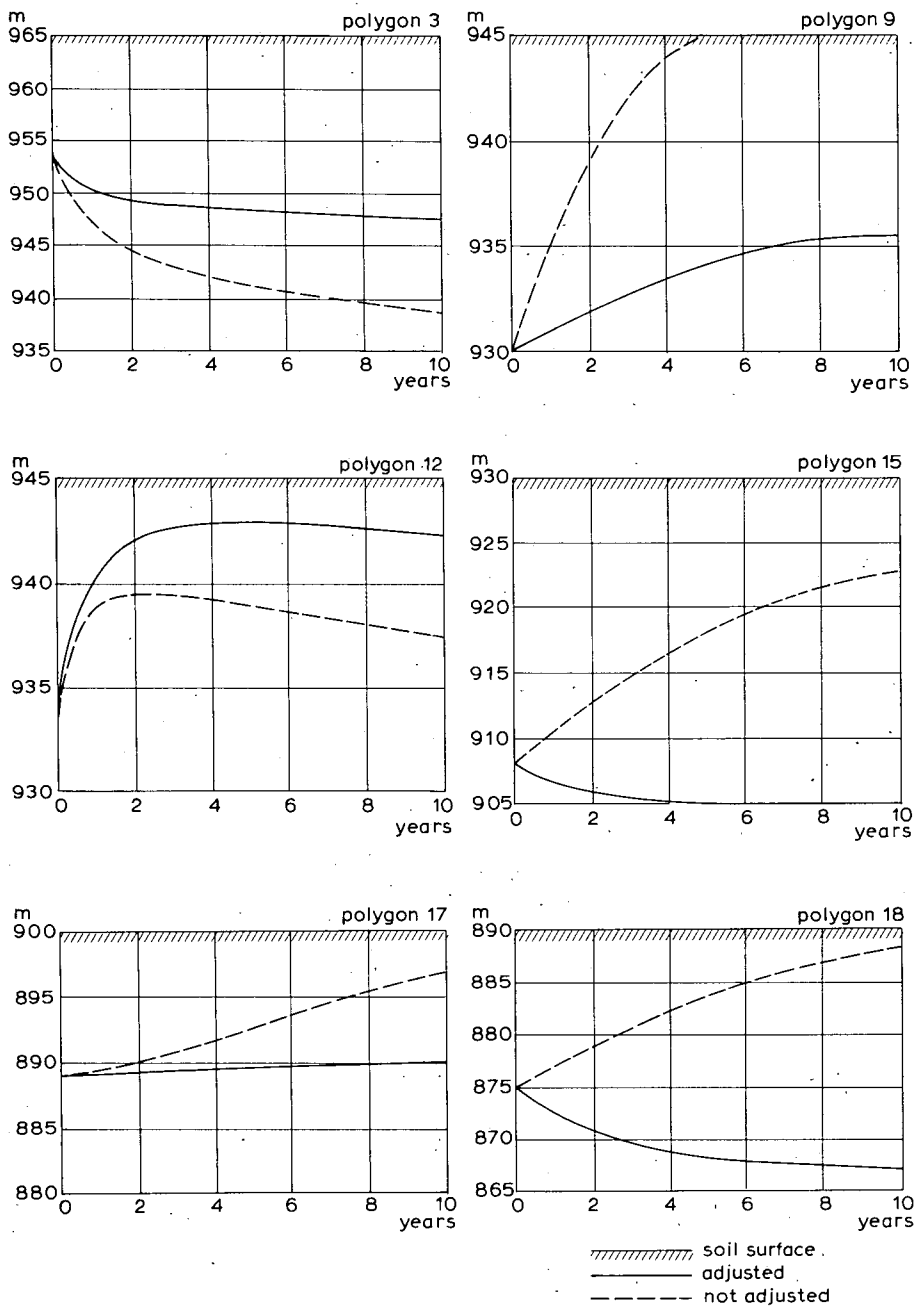 m polygon 3
965
960
955
950
945
940
935
0 2 4 6 8 10
years
m polygon 9
945
940
935
930
0 2 4 6 8 10
years
m polygon 12
945
940
935
930
0 2 4 6 8 10
years
m polygon 15
930
925
920
915
910
905
0 2 4 6 8 10
years
m polygon 17
900
895
890
885
880
0 2 4 6 8 10
years
m polygon 18
890
885
880
875
870
865
0 2 4 6 8 10
years
soil surface
adjusted
not adjusted